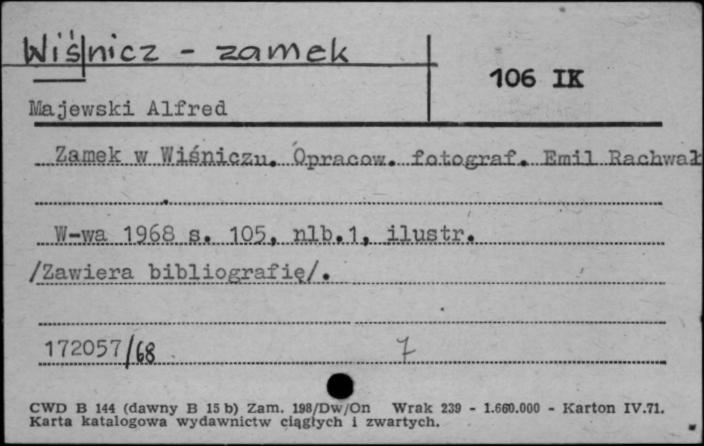 Wiśnicz - zamek
106 IK
Majewski Alfred
Zamek w Wiśniczu. Opracow. fotograf. Emil Rachwał
W-wa 1968 s. 105, nlb.1, ilustr.
/Zawiera bibliografię/.
172057/68 7
CWD B 144 (dawny B 15 b) Zam. 198/Dw/On Wrak 239 - 1.660.000 - Karton IV.71.
Karta katalogowa wydawnictw ciągłych i zwartych.